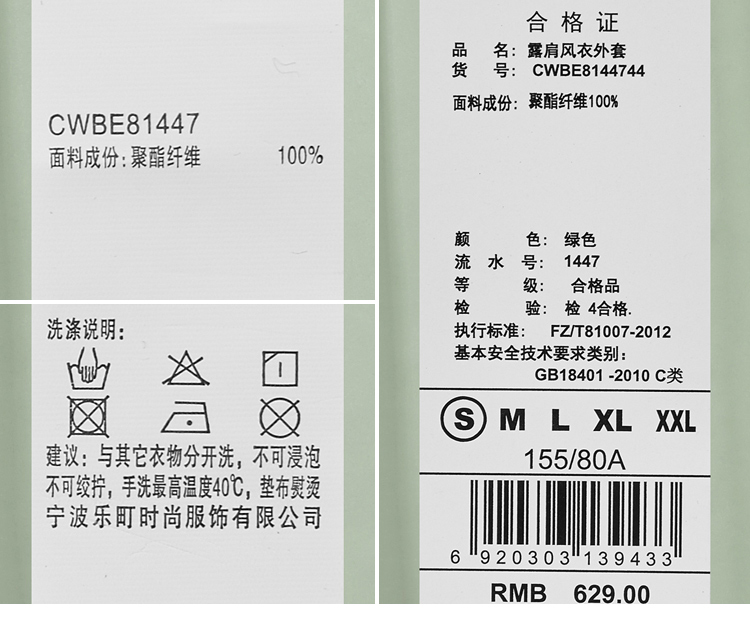 CWBE81447
面料成份:聚酯纤维 100%
洗涤说明:
建议: 与其它衣物分开洗, 不可浸泡
不可绞拧, 手洗最高温度40℃, 垫布熨烫
宁波乐町时尚服饰有限公司
合格证
品 名: 露肩风衣外套
货 号: CWBE8144744
面料成份: 聚酯纤维100%
颜 色: 绿色
流 水 号: 1447
等 级: 合格品
检 验: 检 4合格.
执行标准: FZ/T81007-2012
基本安全技术要求类别:
GB18401 -2010 C类
S M L XL XXL
155/80A
6 920303 139433
RMB 629.00